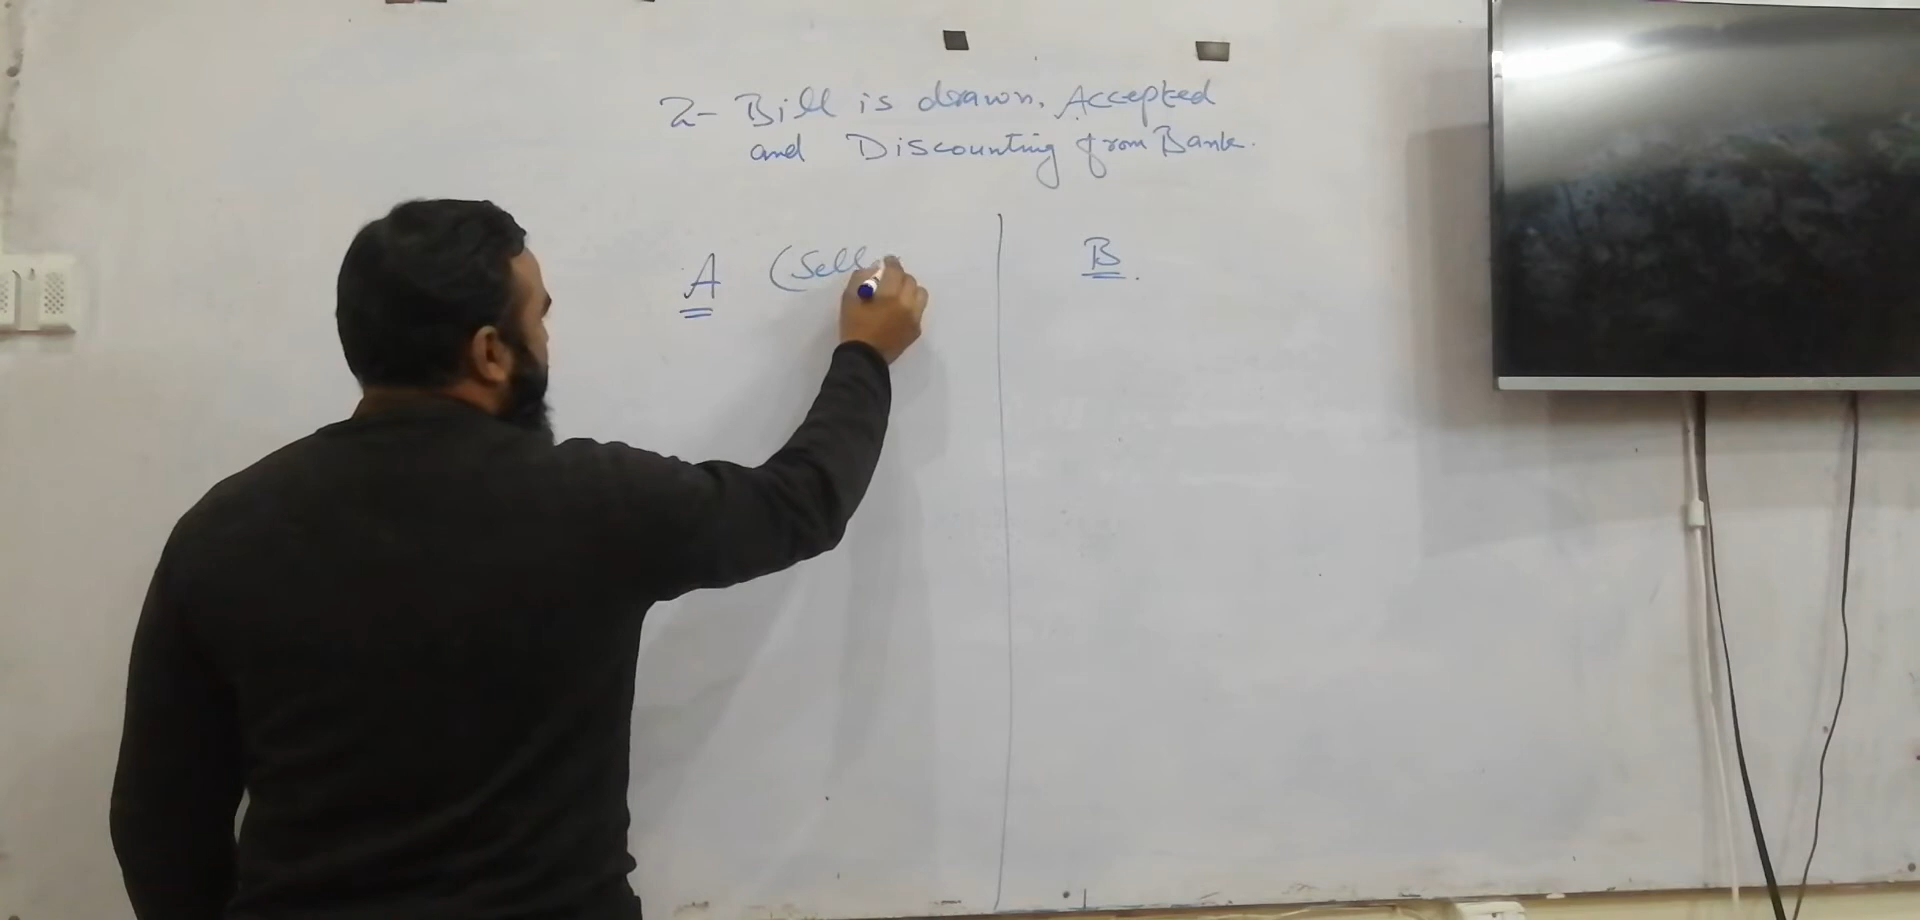 2- Bill is drawn. Accepted
and Discounting from Bank.
A (Sell
B.